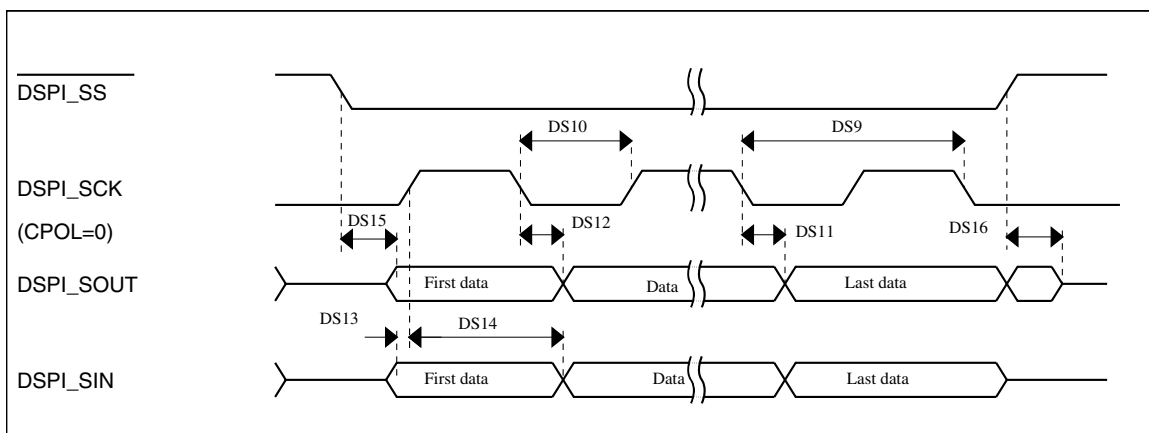 DSPI_SS
DS10
DS9
DSPI_SCK
(CPOL=0)
DS15
DS12
DS11
DS16
DSPI_SOUT
First data
Data
Last data
DS13
DS14
DSPI_SIN
First data
Data
Last data